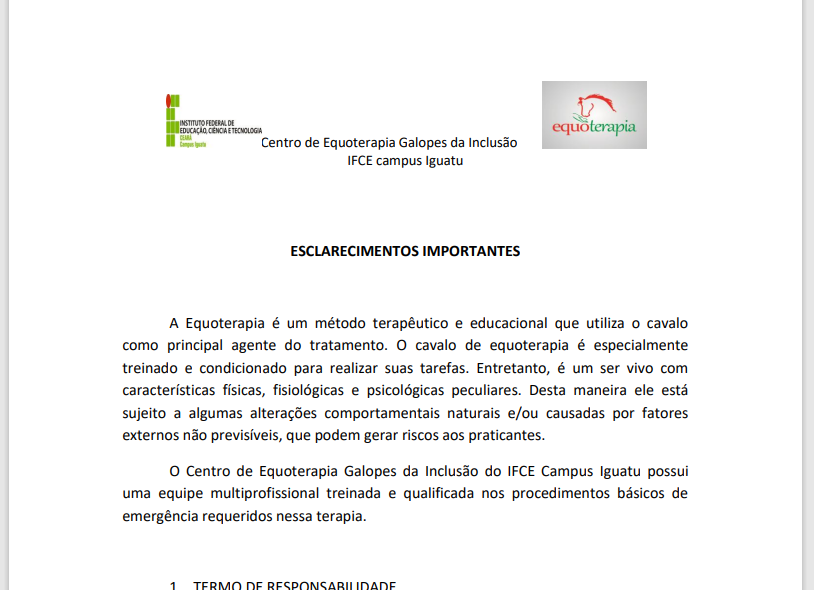 INSTITUTO FEDERAL DE
EDUCAÇÃO, CIÊNCIA E TECNOLOGIA
CEARÁ
Campus Iguatu
equoterapia
Centro de Equoterapia Galopes da Inclusão
IFCE campus Iguatu
ESCLARECIMENTOS IMPORTANTES
A Equoterapia é um método terapêutico e educacional que utiliza o cavalo
como principal agente do tratamento. O cavalo de equoterapia é especialmente
treinado e condicionado para realizar suas tarefas. Entretanto, é um ser vivo com
características físicas, fisiológicas e psicológicas peculiares. Desta maneira ele está
sujeito a algumas alterações comportamentais naturais e/ou causadas por fatores
externos não previsíveis, que podem gerar riscos aos praticantes.
O Centro de Equoterapia Galopes da Inclusão do IFCE Campus Iguatu possui
uma equipe multiprofissional treinada e qualificada nos procedimentos básicos de
emergência requeridos nessa terapia.
1 TERMO DE RESPONSABILIDADE